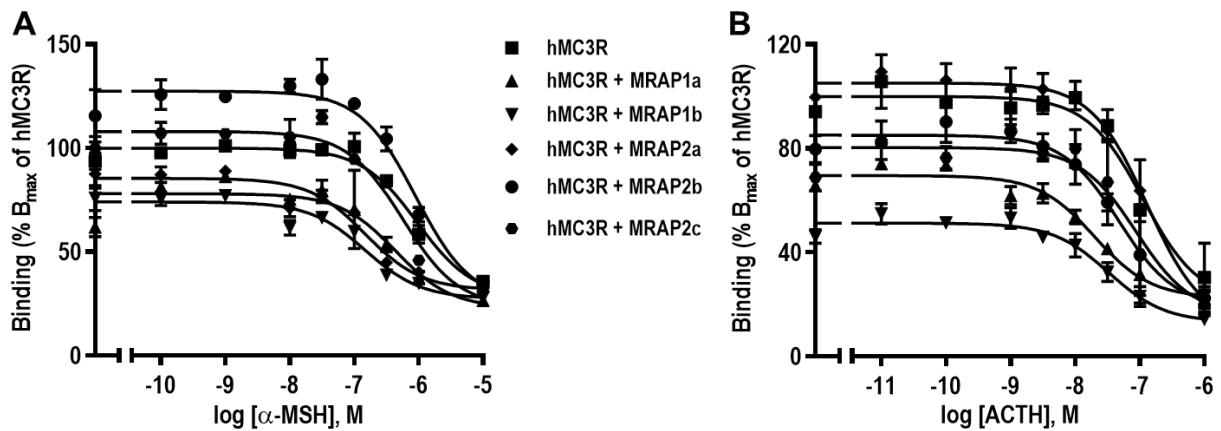 A
Binding (% Bmax of hMC3R)
150
100
50
0
-10 -9 -8 -7 -6 -5
log [α-MSH], M
hMC3R
hMC3R + MRAP1a
hMC3R + MRAP1b
hMC3R + MRAP2a
hMC3R + MRAP2b
hMC3R + MRAP2c
B
Binding (% Bmax of hMC3R)
120
80
40
0
-11 -10 -9 -8 -7 -6
log [ACTH], M